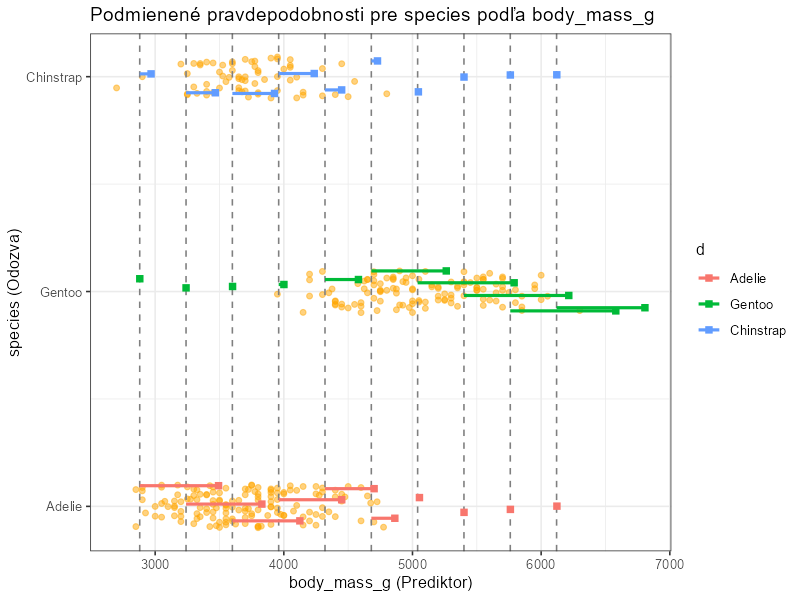 Podmienené pravdepodobnosti pre species podľa body_mass_g
species (Odozva)
Chinstrap
Gentoo
Adelie
3000 4000 5000 6000 7000
body_mass_g (Prediktor)
d
Adelie
Gentoo
Chinstrap